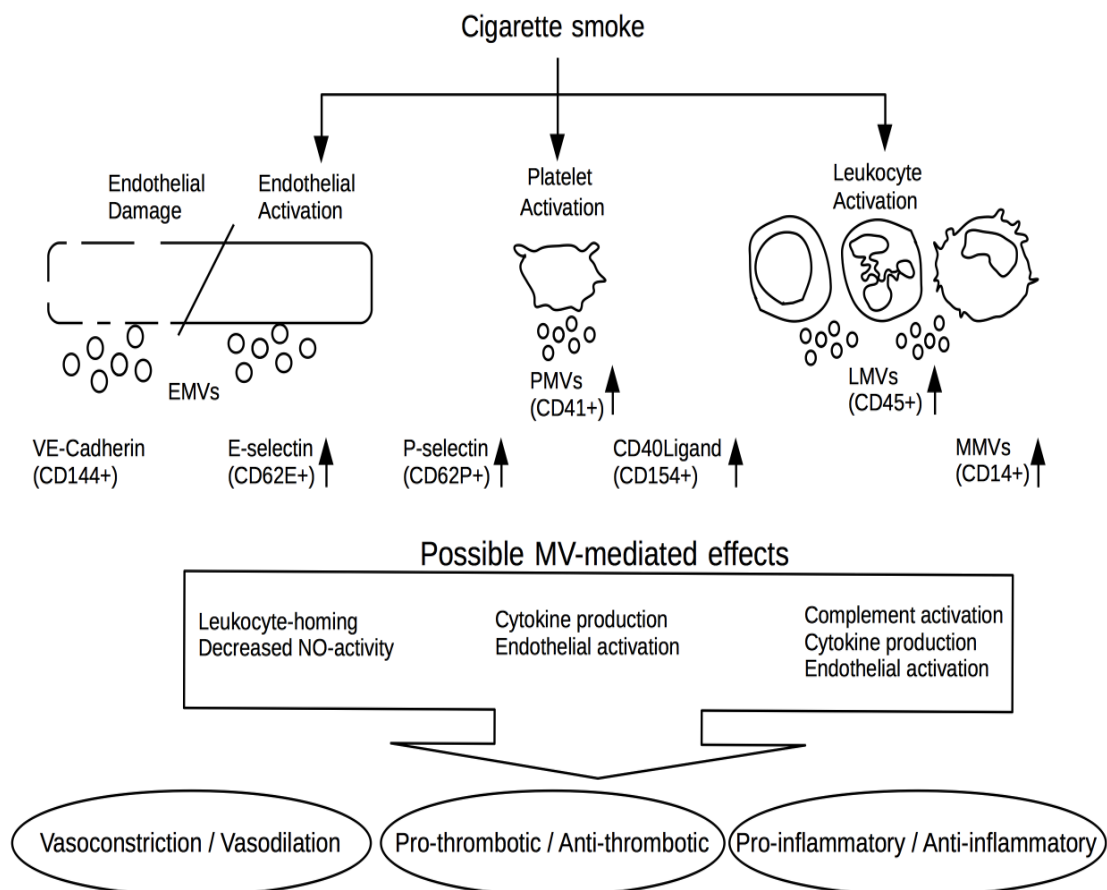 Cigarette smoke
Endothelial
Damage
Endothelial
Activation
Platelet
Activation
Leukocyte
Activation
EMVs
PMVs
(CD41+)
LMVs
(CD45+)
VE-Cadherin
(CD144+)
E-selectin
(CD62E+)
P-selectin
(CD62P+)
CD40Ligand
(CD154+)
MMVs
(CD14+)
Possible MV-mediated effects
Leukocyte-homing
Decreased NO-activity
Cytokine production
Endothelial activation
Complement activation
Cytokine production
Endothelial activation
Vasoconstriction / Vasodilation
Pro-thrombotic / Anti-thrombotic
Pro-inflammatory / Anti-inflammatory